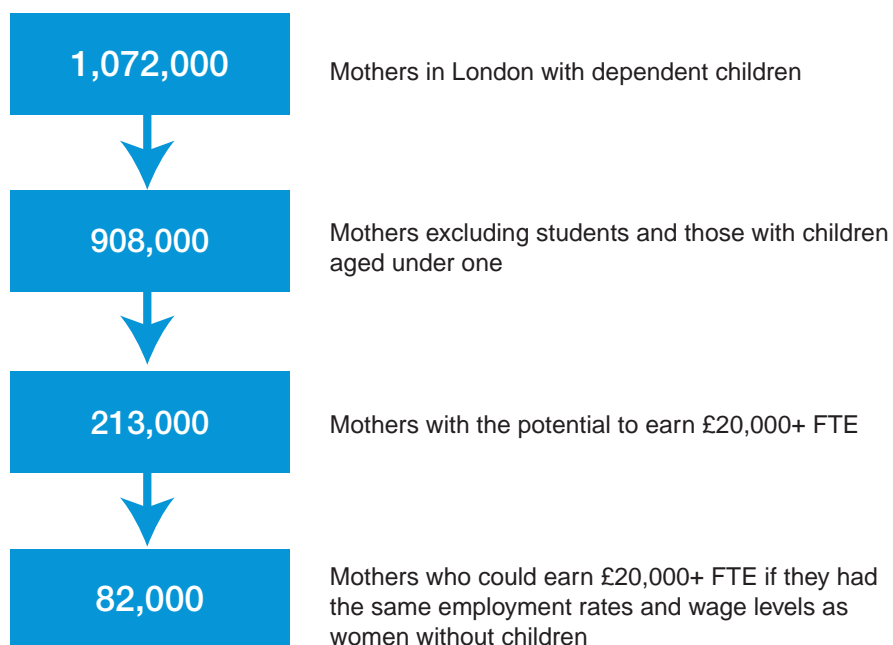 1,072,000
Mothers in London with dependent children
908,000
Mothers excluding students and those with children
aged under one
213,000
Mothers with the potential to earn £20,000+ FTE
82,000
Mothers who could earn £20,000+ FTE if they had
the same employment rates and wage levels as
women without children